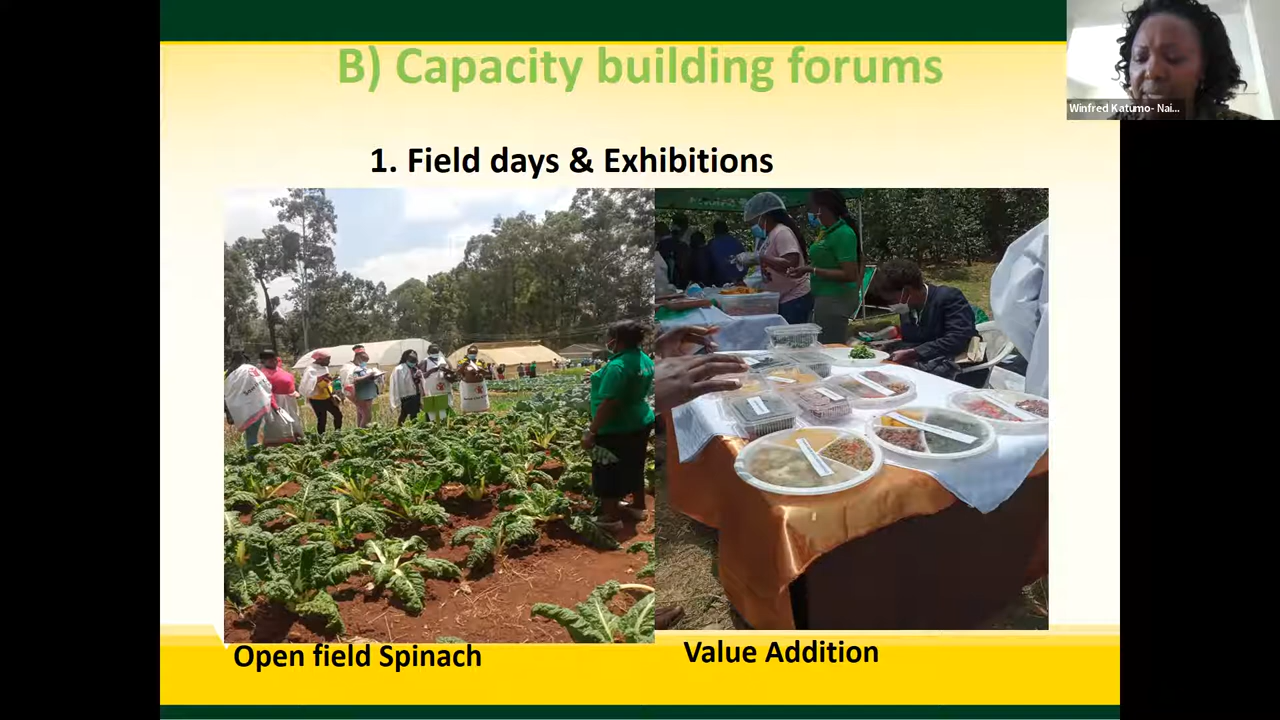 B) Capacity building forums
Winfred Katumo- Nai...
1. Field days & Exhibitions
Open field Spinach
Value Addition